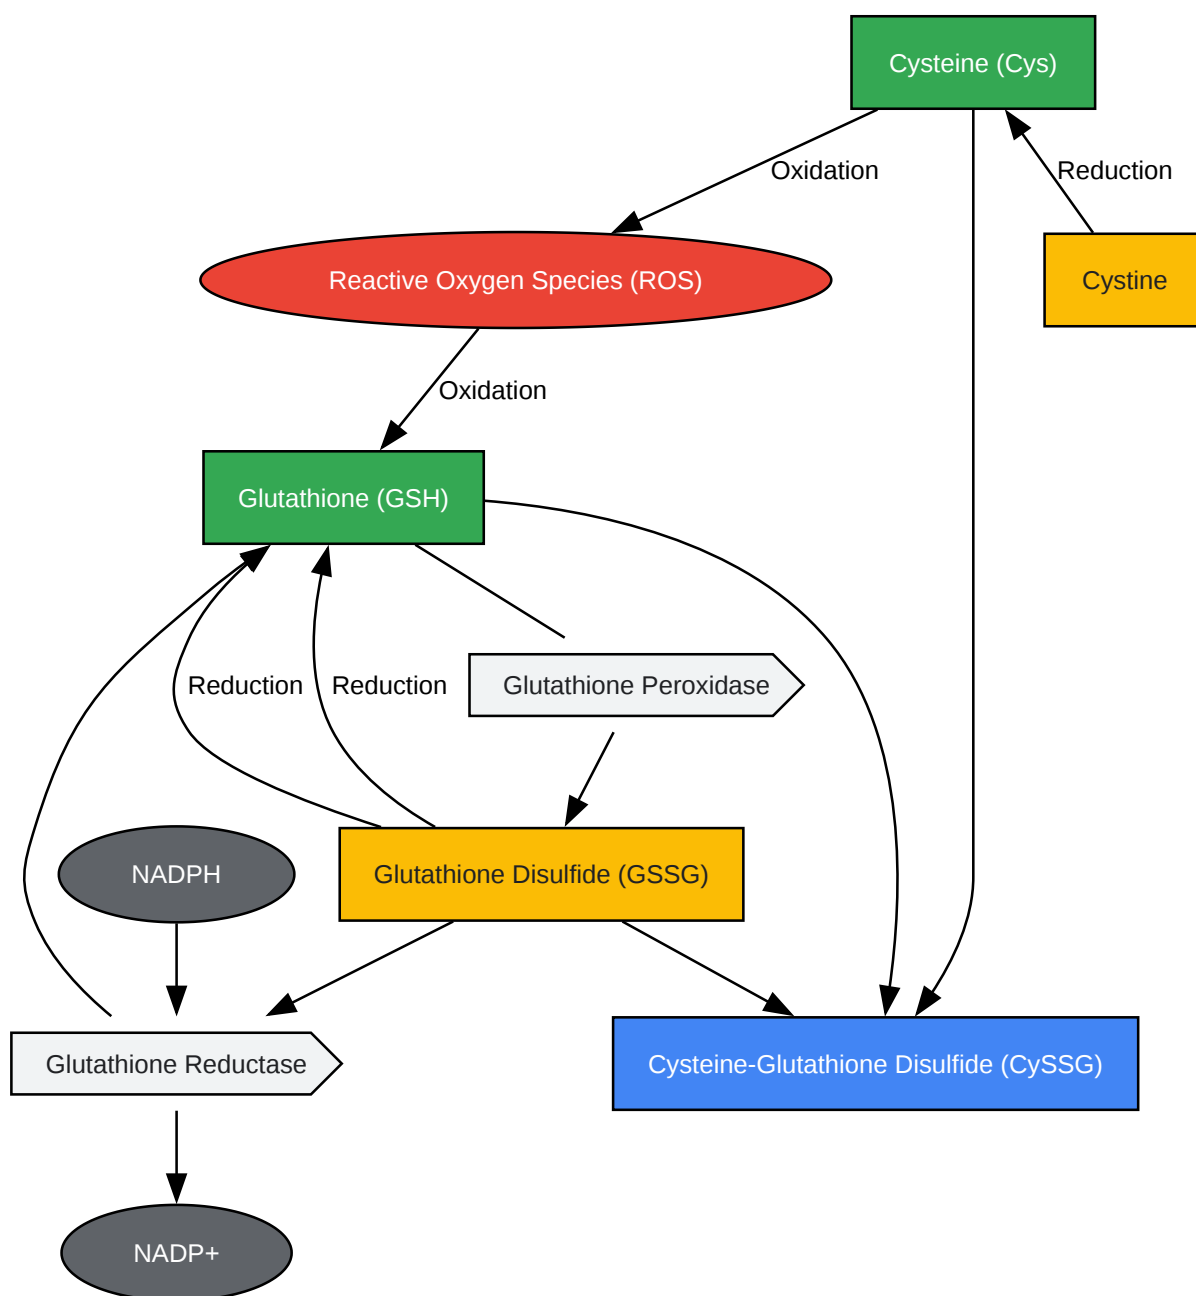 Cysteine (Cys)
Oxidation
Reduction
Reactive Oxygen Species (ROS)
Cystine
Oxidation
Glutathione (GSH)
Reduction
Reduction
Glutathione Peroxidase
NADPH
Glutathione Disulfide (GSSG)
Glutathione Reductase
Cysteine-Glutathione Disulfide (CySSG)
NADP+